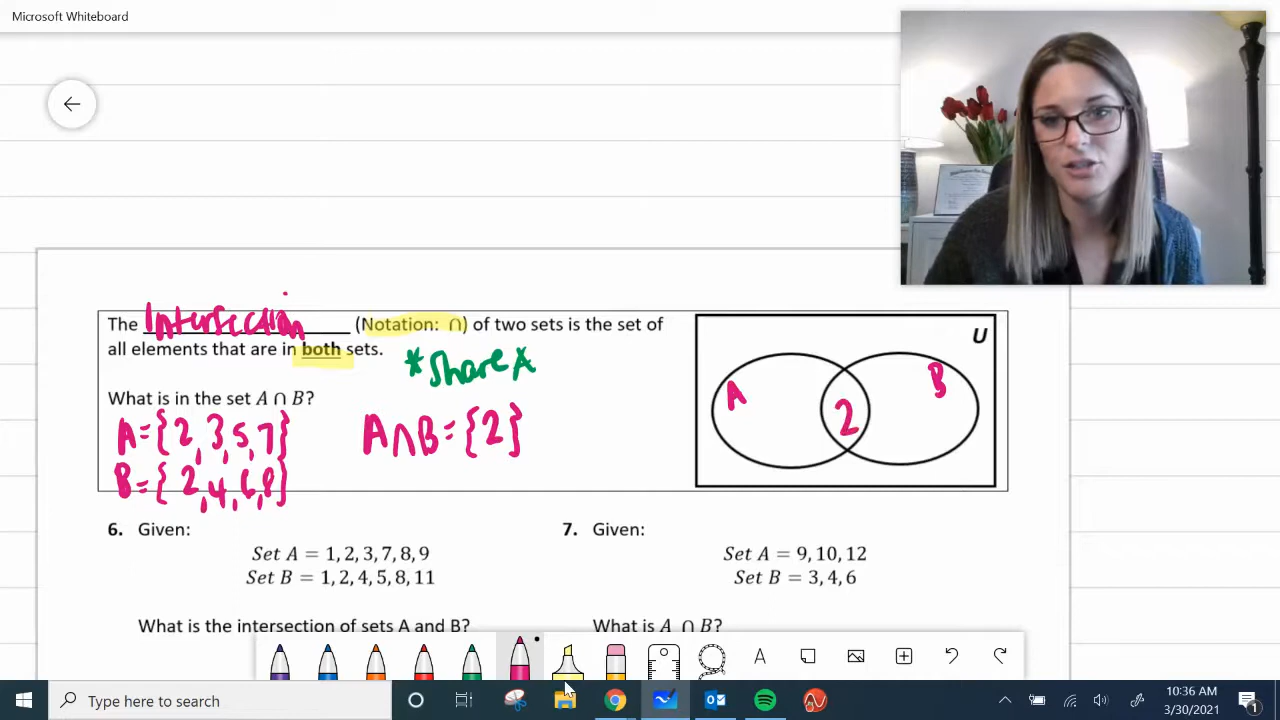 Microsoft Whiteboard
The Intersection (Notation: ∩) of two sets is the set of
all elements that are in both sets.
*Share*
What is in the set A ∩ B?
A={2,3,5,7}
B={2,4,6,8}
A∩B={2}
U
A
2
B
6. Given:
Set A = 1, 2, 3, 7, 8, 9
Set B = 1, 2, 4, 5, 8, 11
What is the intersection of sets A and B?
7. Given:
Set A = 9, 10, 12
Set B = 3, 4, 6
What is A ∩ B?
A
Type here to search
10:36 AM
3/30/2021
1